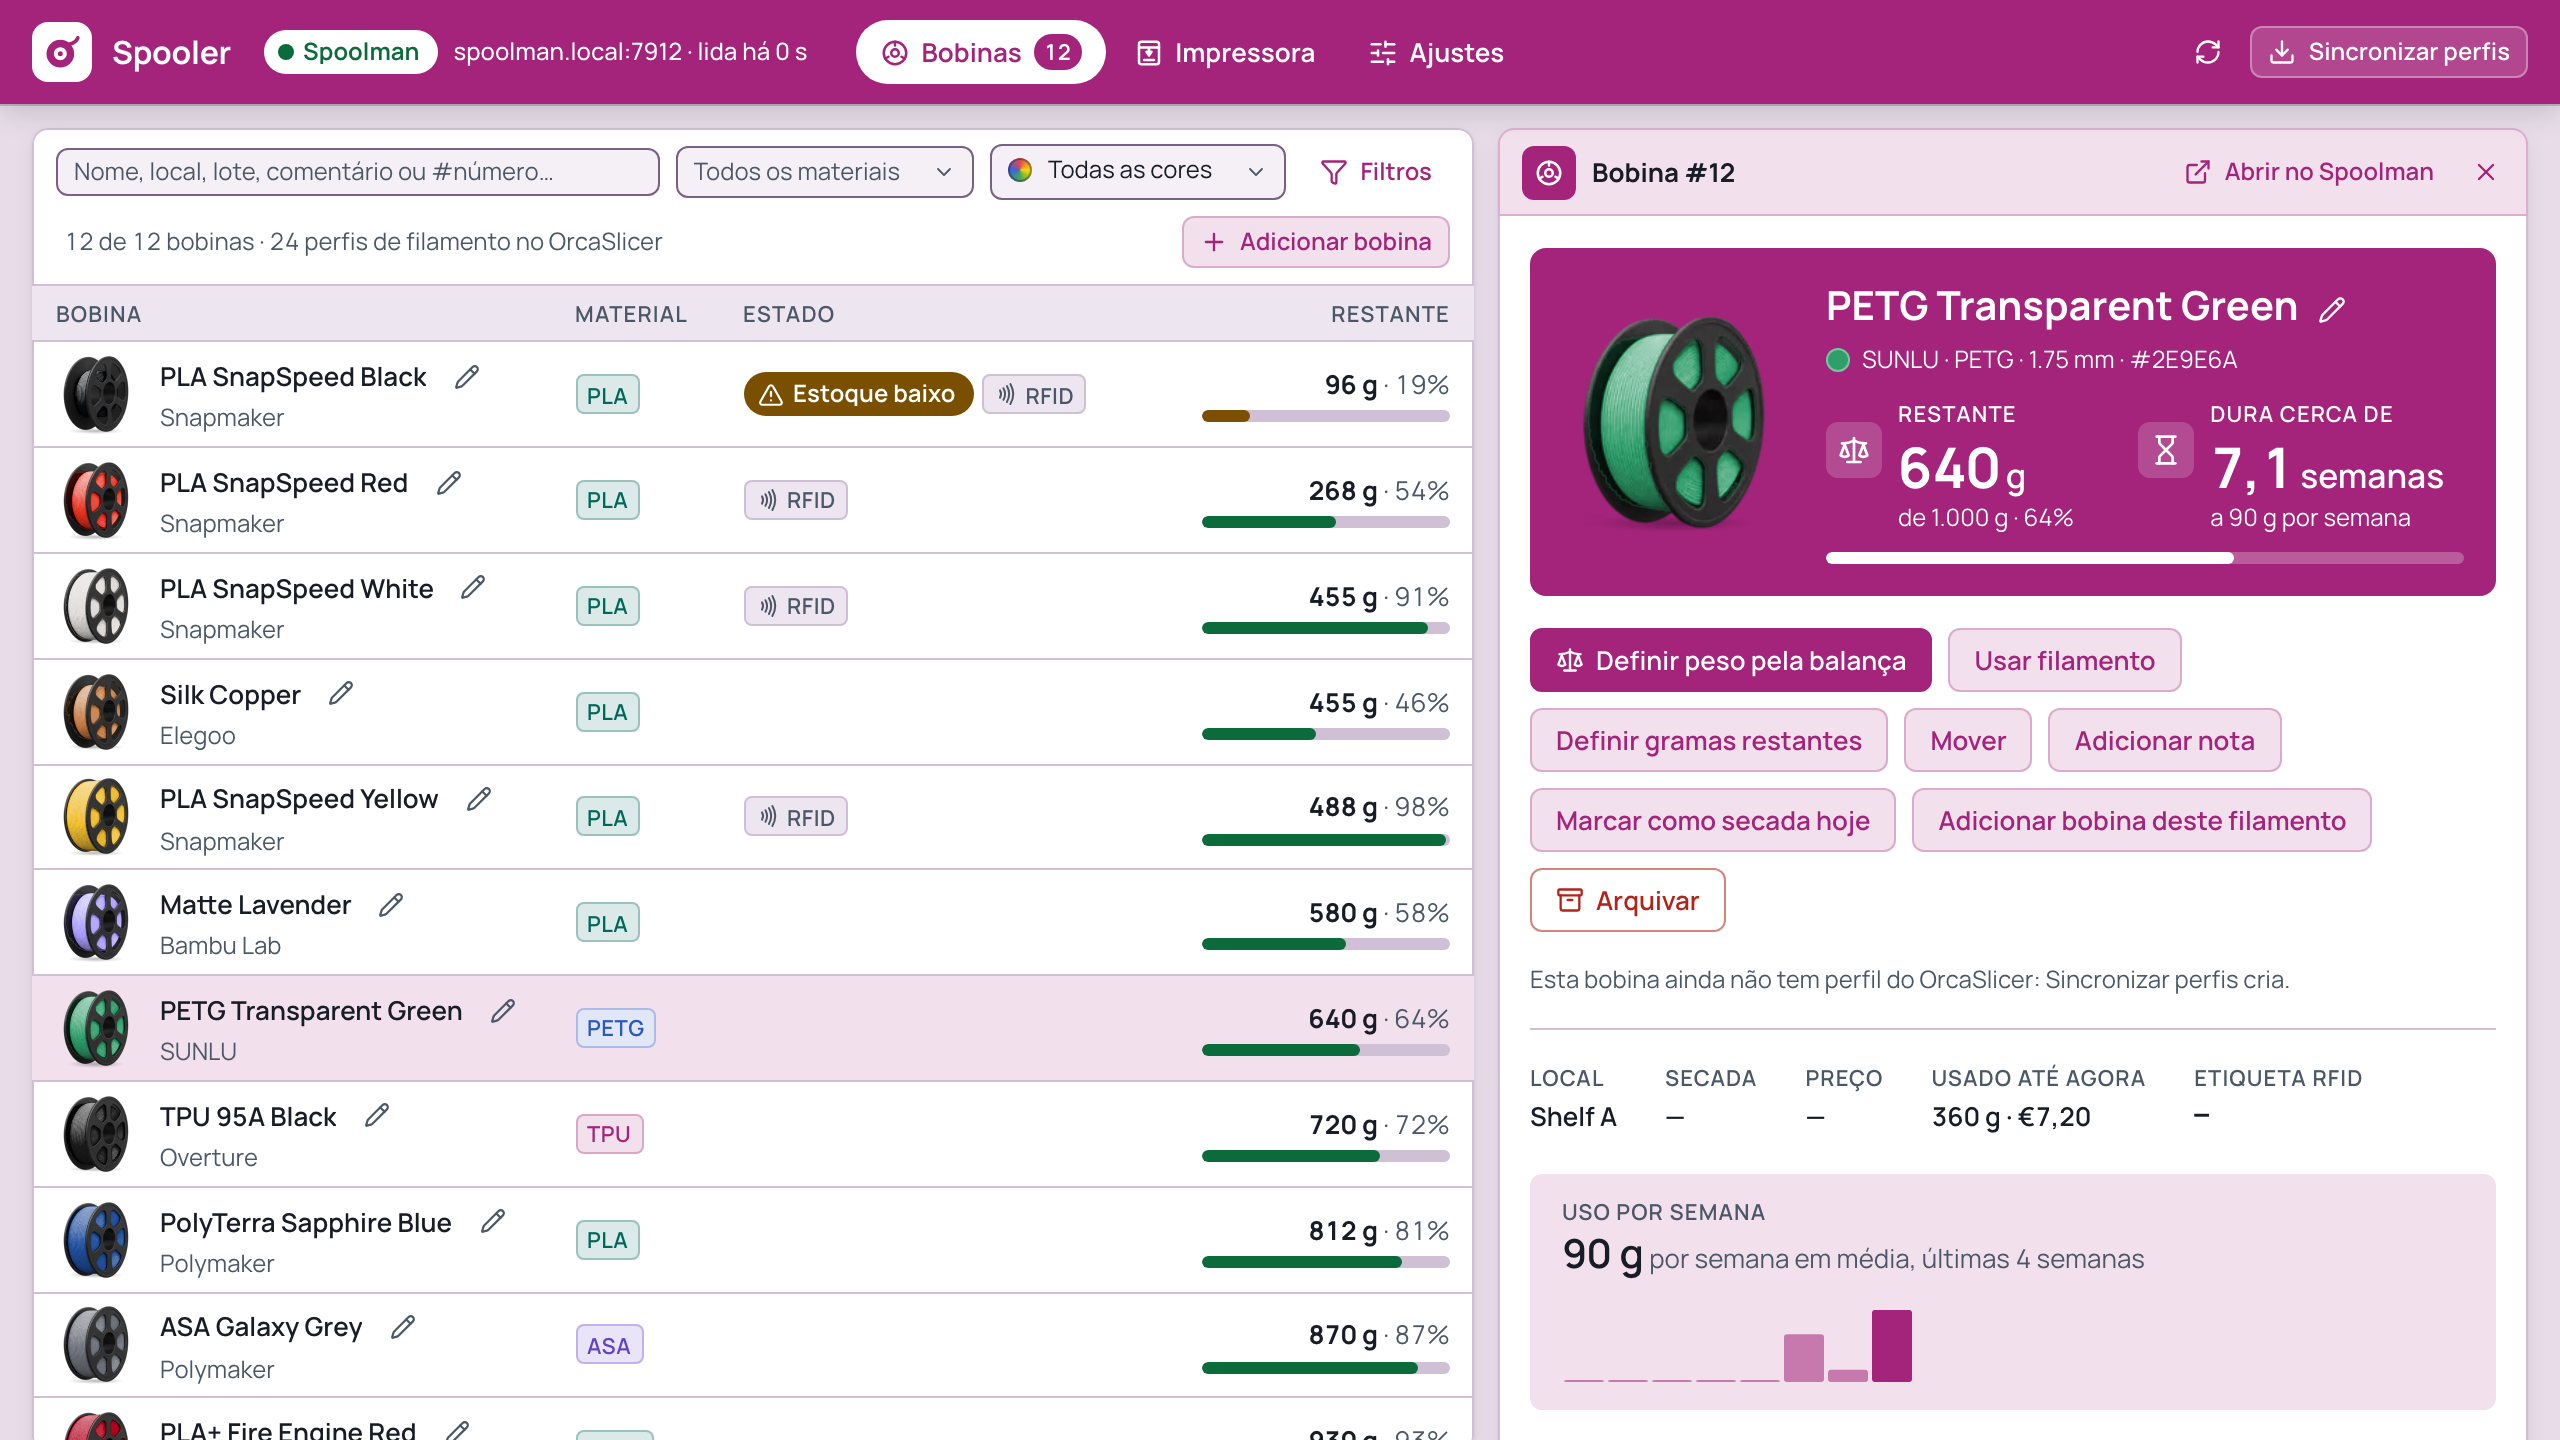 Spooler
Spoolman
spoolman.local:7912 · lida há 0 s
Bobinas 12
Impressora
Ajustes
Sincronizar perfis
Nome, local, lote, comentário ou #número...
Todos os materiais
Todas as cores
Filtros
12 de 12 bobinas · 24 perfis de filamento no OrcaSlicer
Adicionar bobina
BOBINA MATERIAL ESTADO RESTANTE
PLA SnapSpeed Black
Snapmaker
PLA
Estoque baixo
RFID
96 g · 19%
PLA SnapSpeed Red
Snapmaker
PLA
RFID
268 g · 54%
PLA SnapSpeed White
Snapmaker
PLA
RFID
455 g · 91%
Silk Copper
Elegoo
PLA
455 g · 46%
PLA SnapSpeed Yellow
Snapmaker
PLA
RFID
488 g · 98%
Matte Lavender
Bambu Lab
PLA
580 g · 58%
PETG Transparent Green
SUNLU
PETG
640 g · 64%
TPU 95A Black
Overture
TPU
720 g · 72%
PolyTerra Sapphire Blue
Polymaker
PLA
812 g · 81%
ASA Galaxy Grey
Polymaker
ASA
870 g · 87%
PLA+ Fire Engine Red
930 g · 93%
Bobina #12
Abrir no Spoolman
PETG Transparent Green
SUNLU · PETG · 1.75 mm · #2E9E6A
RESTANTE
640 g
de 1.000 g · 64%
DURA CERCA DE
7,1 semanas
a 90 g por semana
Definir peso pela balança
Usar filamento
Definir gramas restantes
Mover
Adicionar nota
Marcar como secada hoje
Adicionar bobina deste filamento
Arquivar
Esta bobina ainda não tem perfil do OrcaSlicer: Sincronizar perfis cria.
LOCAL SECADA PREÇO USADO ATÉ AGORA ETIQUETA RFID
Shelf A – – 360 g · €7,20 –
USO POR SEMANA
90 g por semana em média, últimas 4 semanas